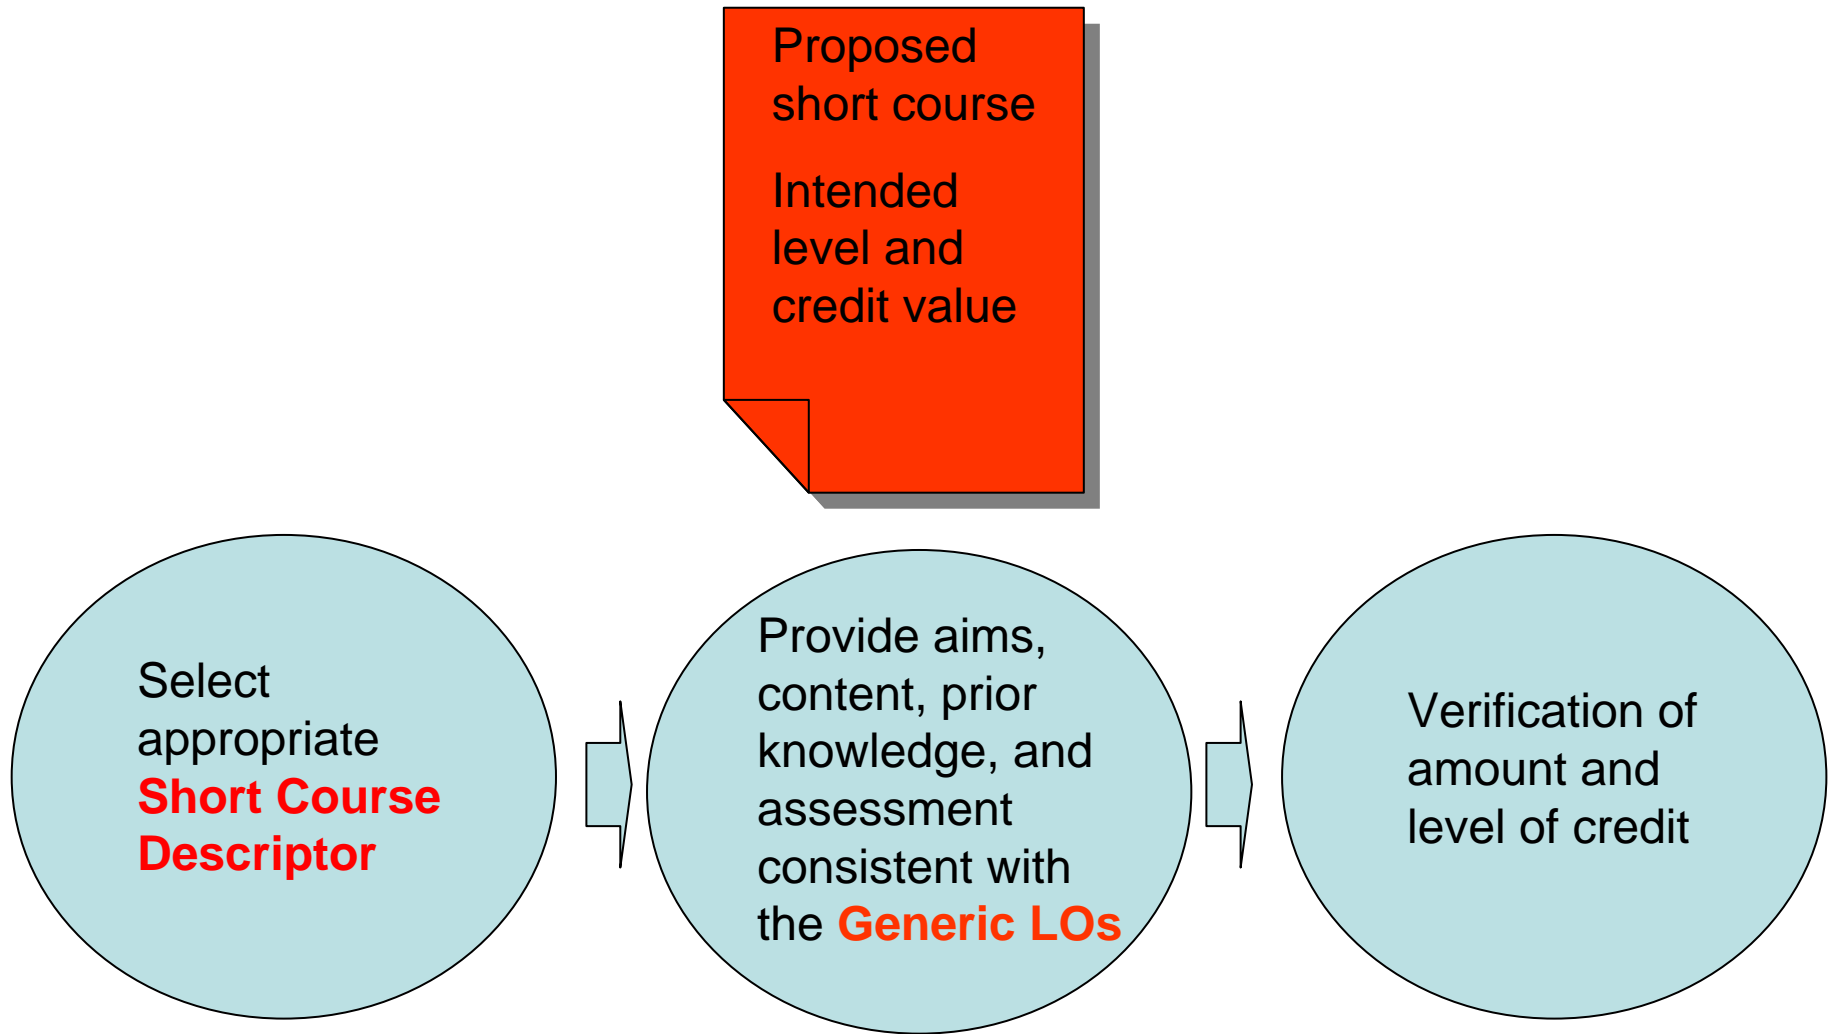 Proposed
short course
Intended
level and
credit value
Select
appropriate
Short Course
Descriptor
Provide aims,
content, prior
knowledge, and
assessment
consistent with
the Generic LOs
Verification of
amount and
level of credit